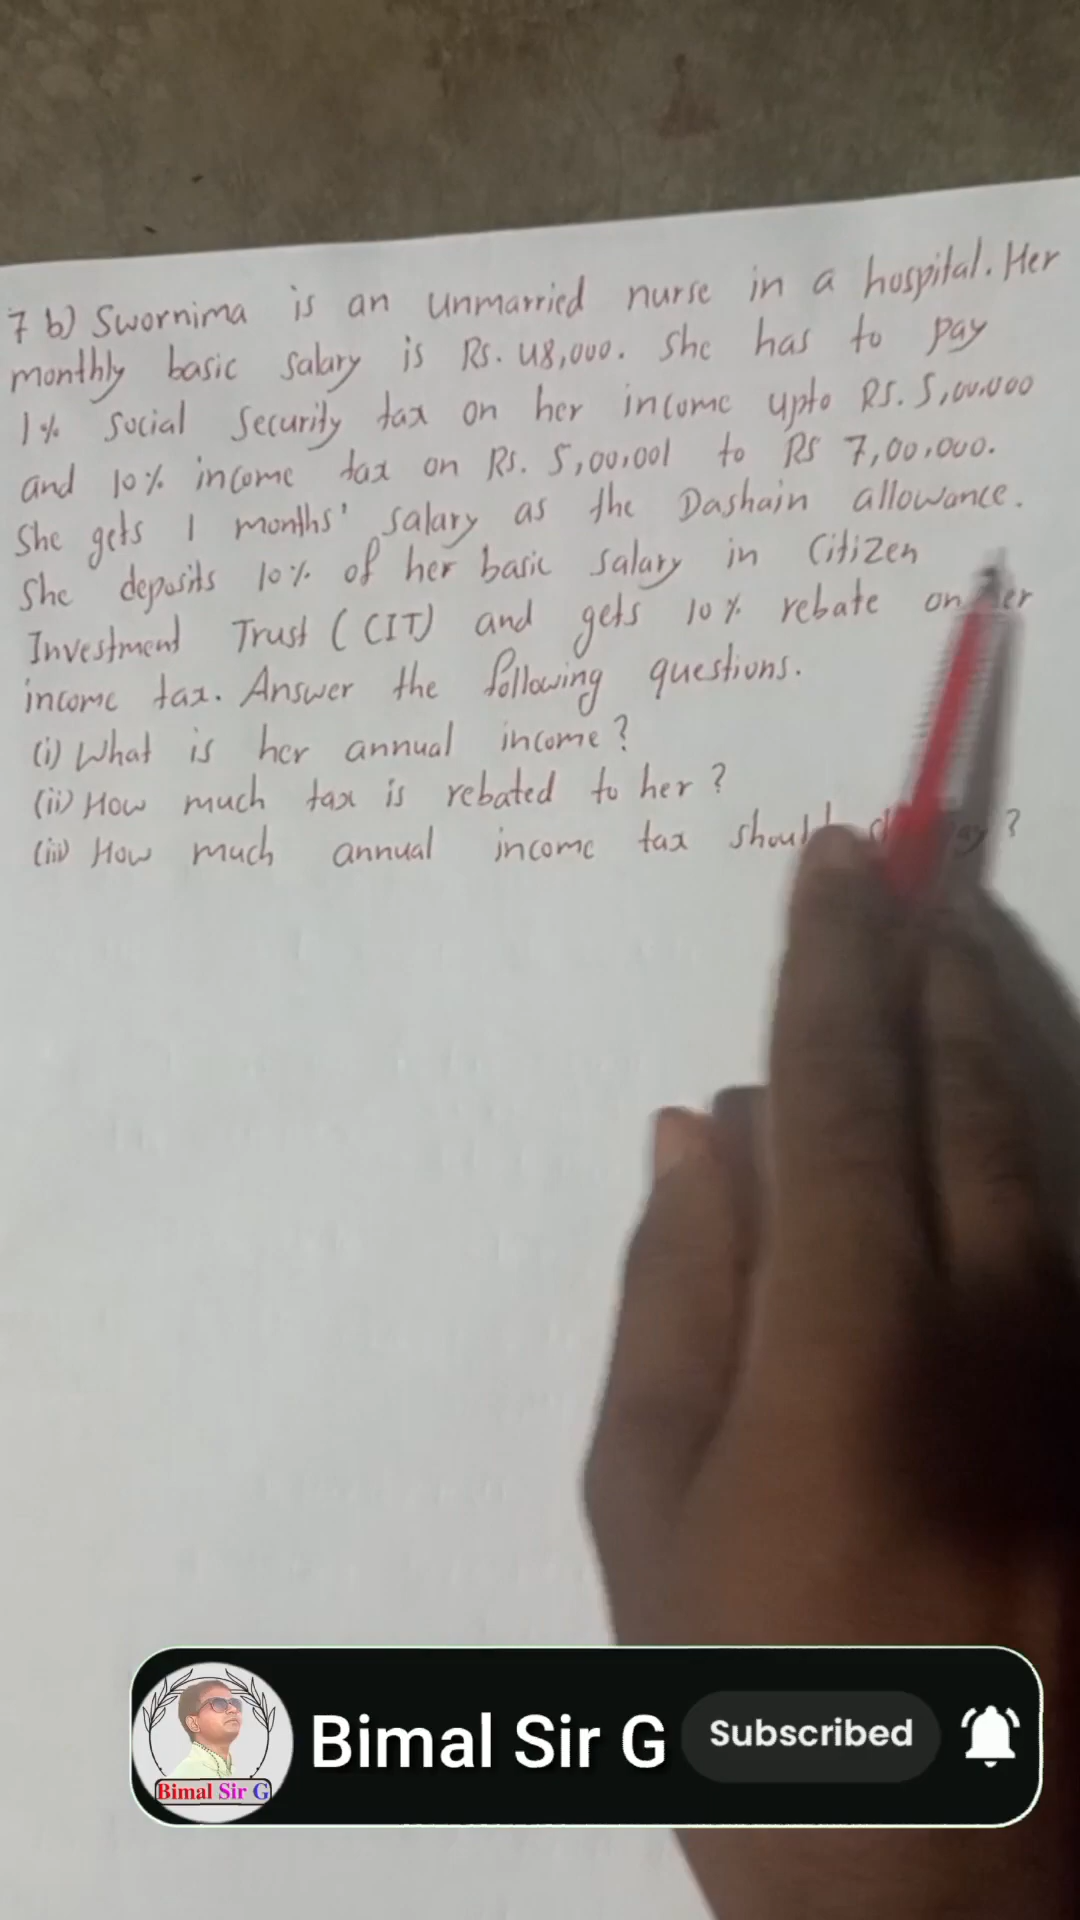 7 b) Swornima is an unmarried nurse in a hospital. Her
monthly basic salary is Rs. 48,000. She has to pay
1% Social Security tax on her income upto Rs. 5,00,000
and 10% income tax on Rs. 5,00,001 to Rs 7,00,000.
She gets 1 months' salary as the Dashain allowance.
She deposits 10% of her basic salary in Citizen
Investment Trust (CIT) and gets 10% rebate on her
income tax. Answer the following questions.
(i) What is her annual income?
(ii) How much tax is rebated to her?
(iii) How much annual income tax should ?
Bimal Sir G
Bimal Sir G Subscribed